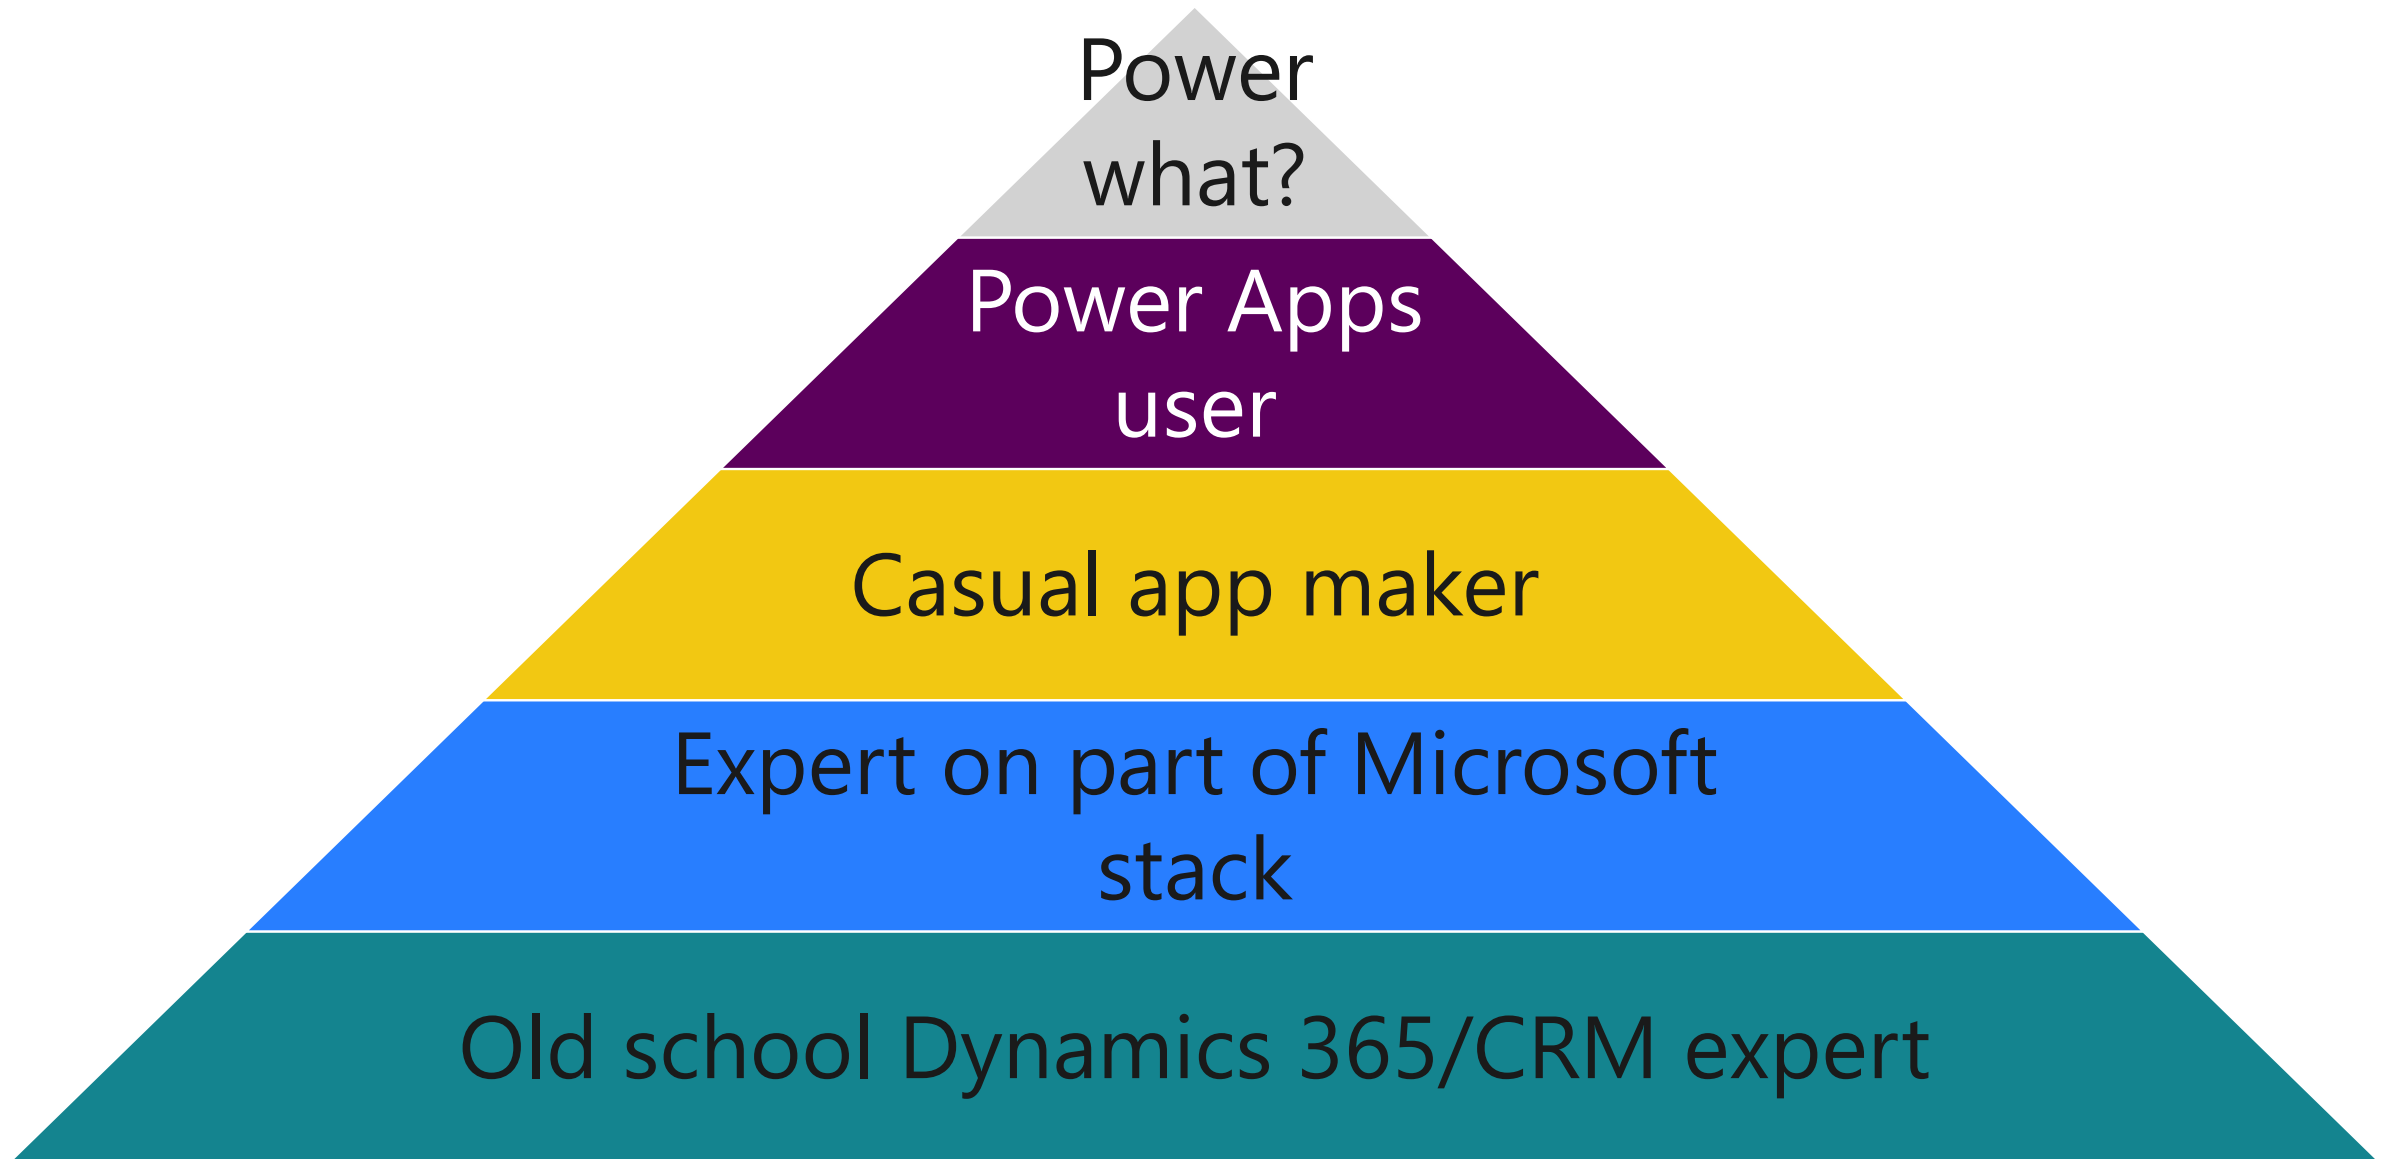 Power
what?
Power Apps
user
Casual app maker
Expert on part of Microsoft
stack
Old school Dynamics 365/CRM expert